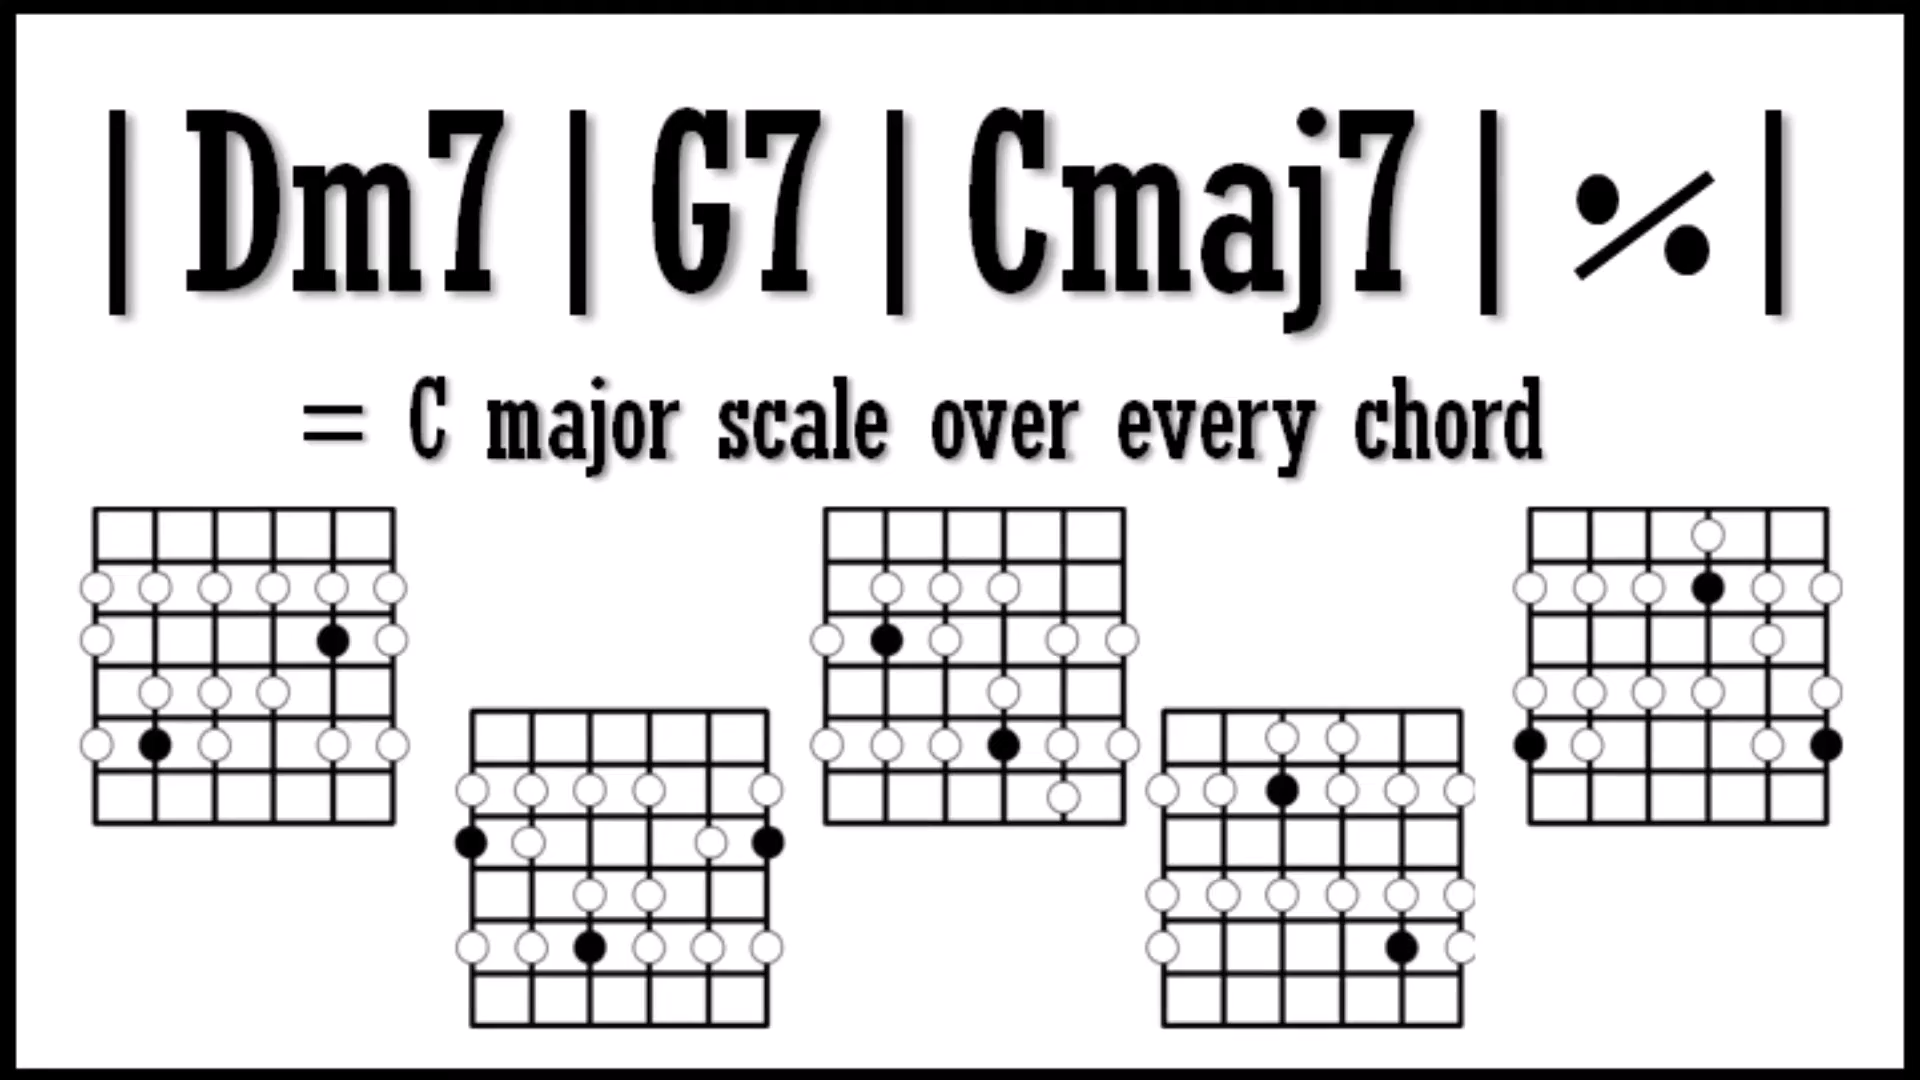 | Dm7 | G7 | Cmaj7 | % |
= C major scale over every chord